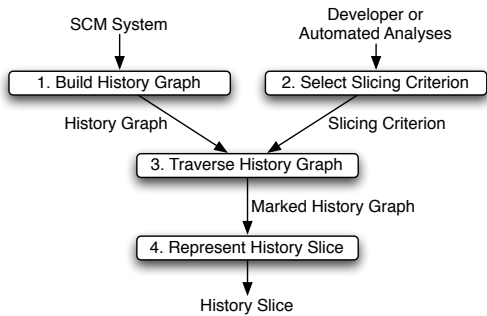 SCM System
Developer or
Automated Analyses
1. Build History Graph
2. Select Slicing Criterion
History Graph
Slicing Criterion
3. Traverse History Graph
Marked History Graph
4. Represent History Slice
History Slice